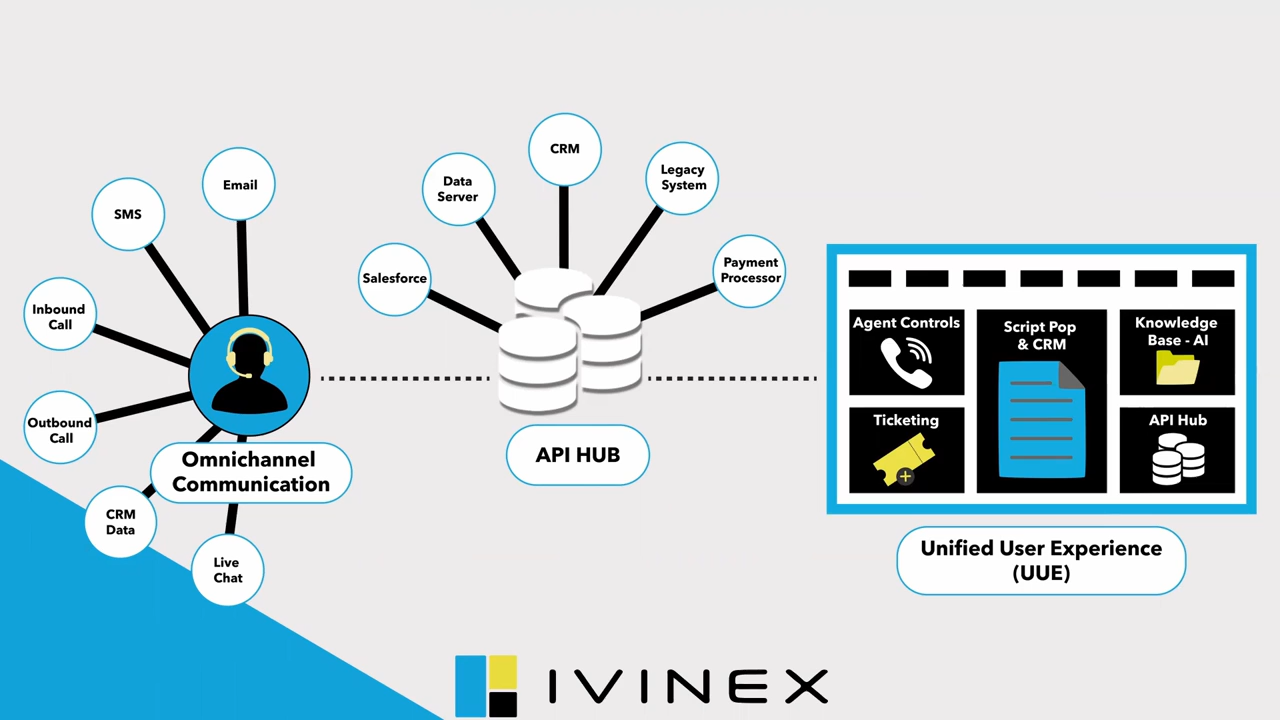 Email
SMS
Inbound
Call
Outbound
Call
CRM
Data
Live
Chat
Omnichannel
Communication
Salesforce
Data
Server
CRM
Legacy
System
Payment
Processor
API HUB
Agent Controls
Script Pop
& CRM
Knowledge
Base - AI
Ticketing
API Hub
Unified User Experience
(UUE)
IVINEX